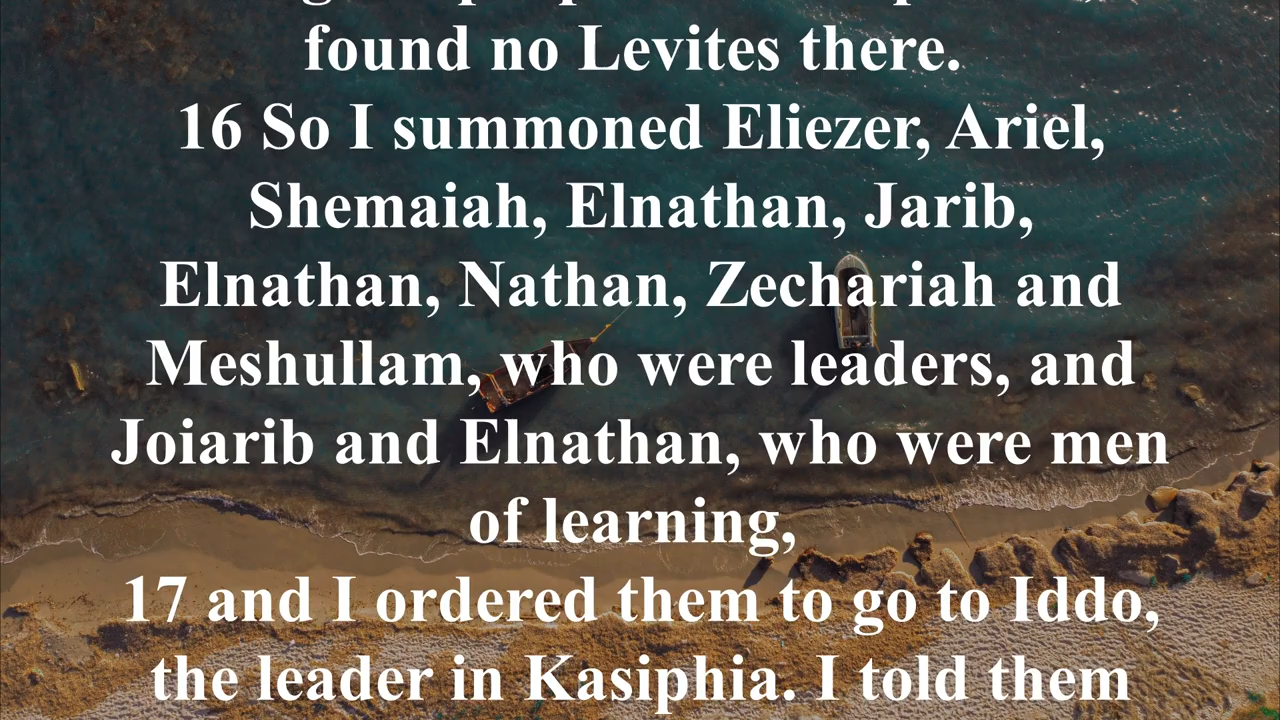 found no Levites there.
16 So I summoned Eliezer, Ariel,
Shemaiah, Elnathan, Jarib,
Elnathan, Nathan, Zechariah and
Meshullam, who were leaders, and
Joiarib and Elnathan, who were men
of learning,
17 and I ordered them to go to Iddo,
the leader in Kasiphia. I told them